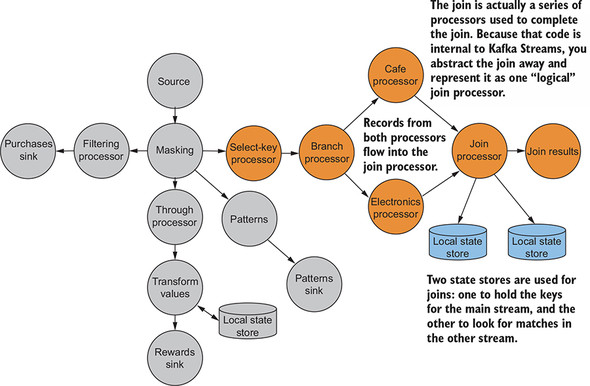 The join is actually a series of
processors used to complete
the join. Because that code is
internal to Kafka Streams, you
abstract the join away and
represent it as one “logical”
join processor.
Source
Cafe
processor
Records from
both processors
flow into the
join processor.
Purchases
sink
Filtering
processor
Masking
Select-key
processor
Branch
processor
Join
processor
Join results
Through
processor
Patterns
Electronics
processor
Local state
store
Local state
store
Transform
values
Patterns
sink
Local state
store
Rewards
sink
Two state stores are used for
joins: one to hold the keys
for the main stream, and the
other to look for matches in
the other stream.